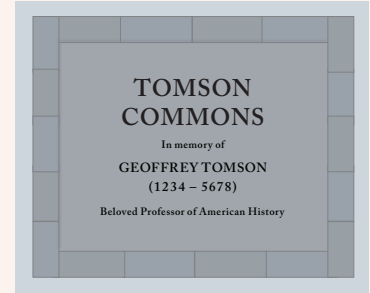 TOMSON
COMMONS
In memory of
GEOFFREY TOMSON
(1234 – 5678)
Beloved Professor of American History